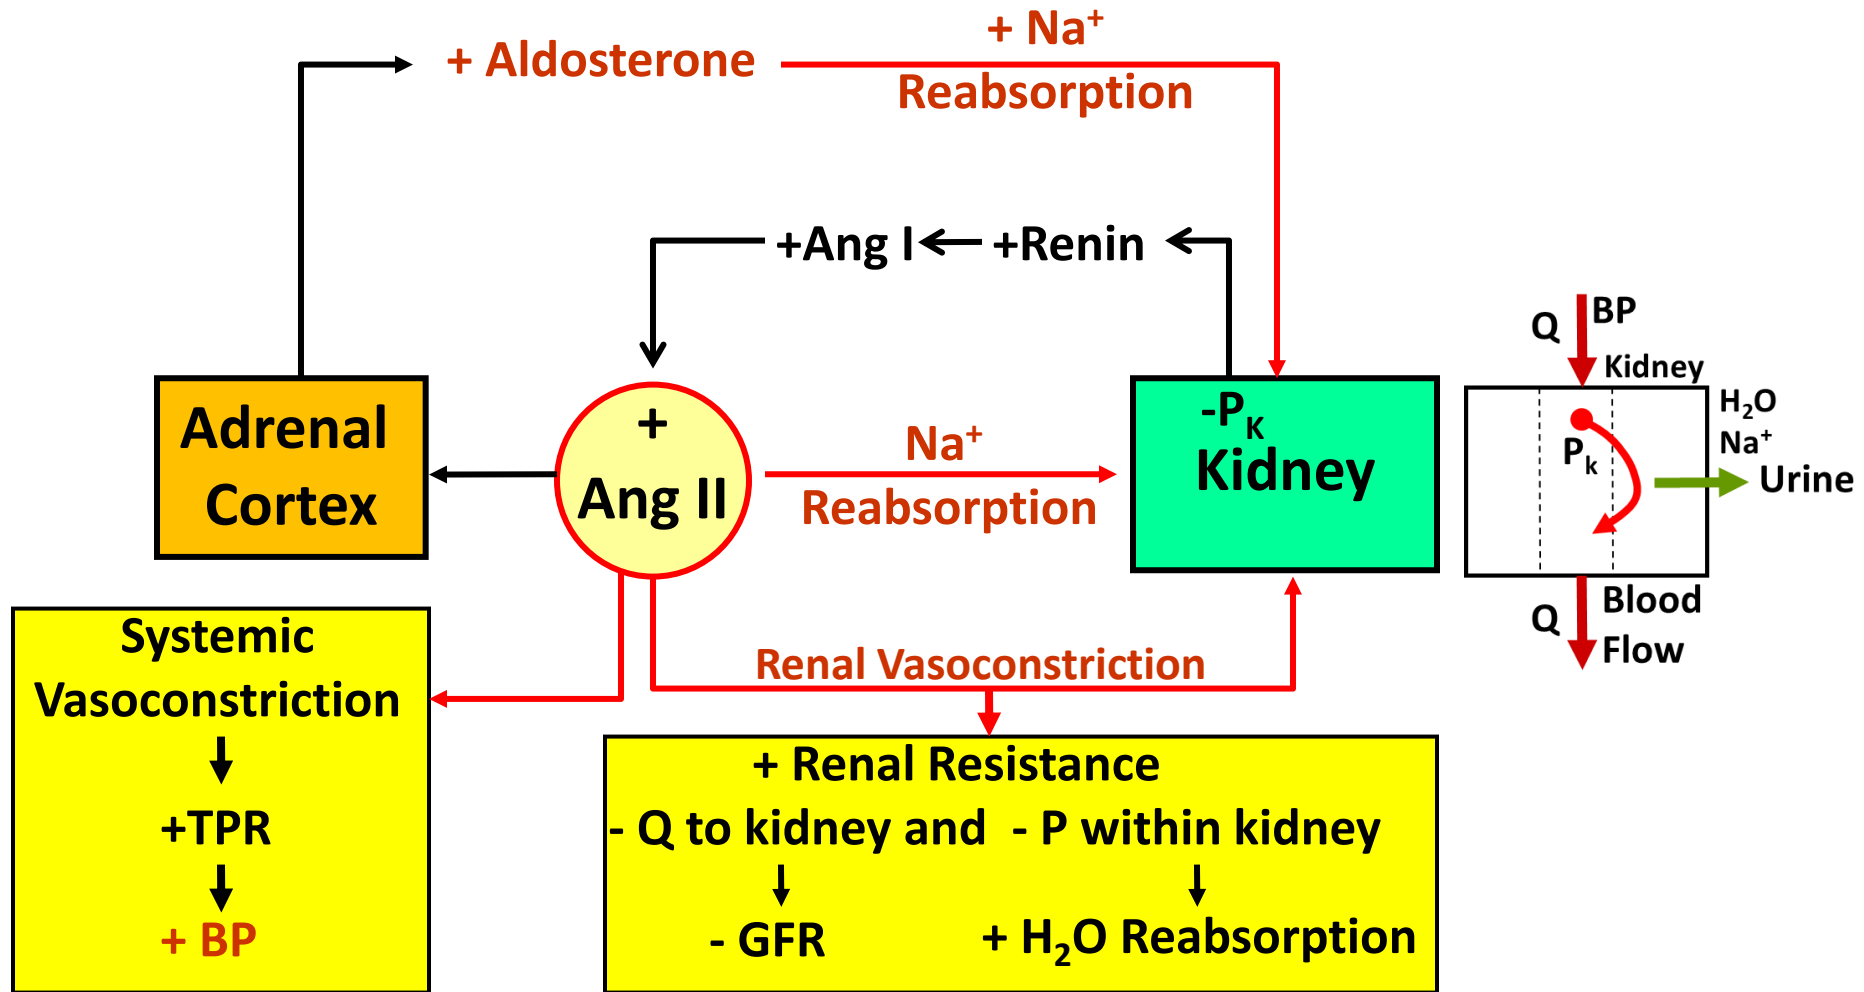 + Na⁺
+ Aldosterone
Reabsorption
+Ang I
+Renin
Adrenal
Cortex
+
Ang II
Na⁺
Reabsorption
-P_K
Kidney
Q
BP
Kidney
H₂O
Na⁺
P_k
Urine
Q
Blood
Flow
Systemic
Vasoconstriction
+TPR
+ BP
Renal Vasoconstriction
+ Renal Resistance
- Q to kidney and - P within kidney
- GFR
+ H₂O Reabsorption